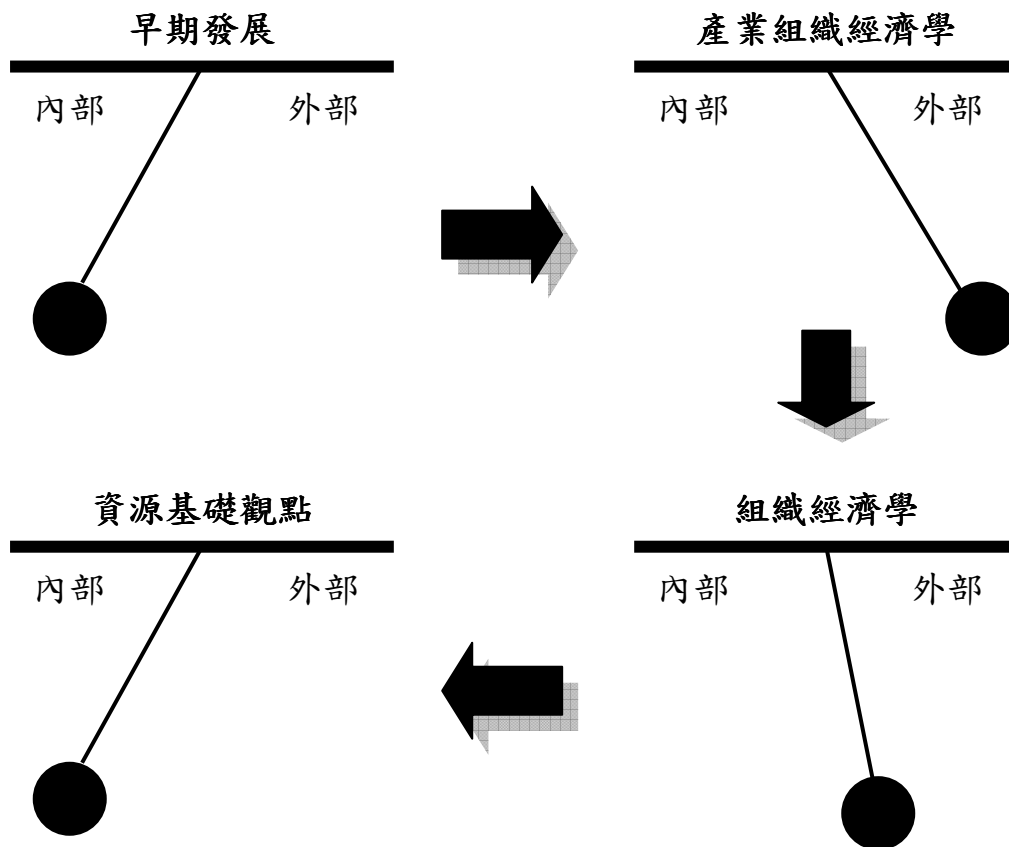 早期發展
產業組織經濟學
內部
外部
內部
外部
資源基礎觀點
組織經濟學
內部
外部
內部
外部